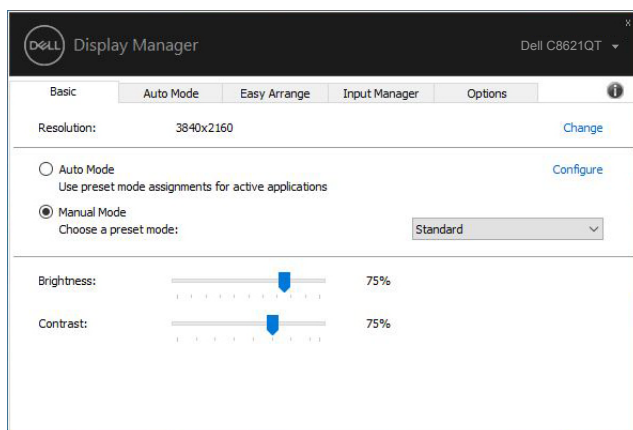 x
DELL Display Manager Dell C8621QT
Basic Auto Mode Easy Arrange Input Manager Options
Resolution: 3840x2160 Change
Auto Mode Configure
Use preset mode assignments for active applications
Manual Mode
Choose a preset mode: Standard
Brightness: 75%
Contrast: 75%